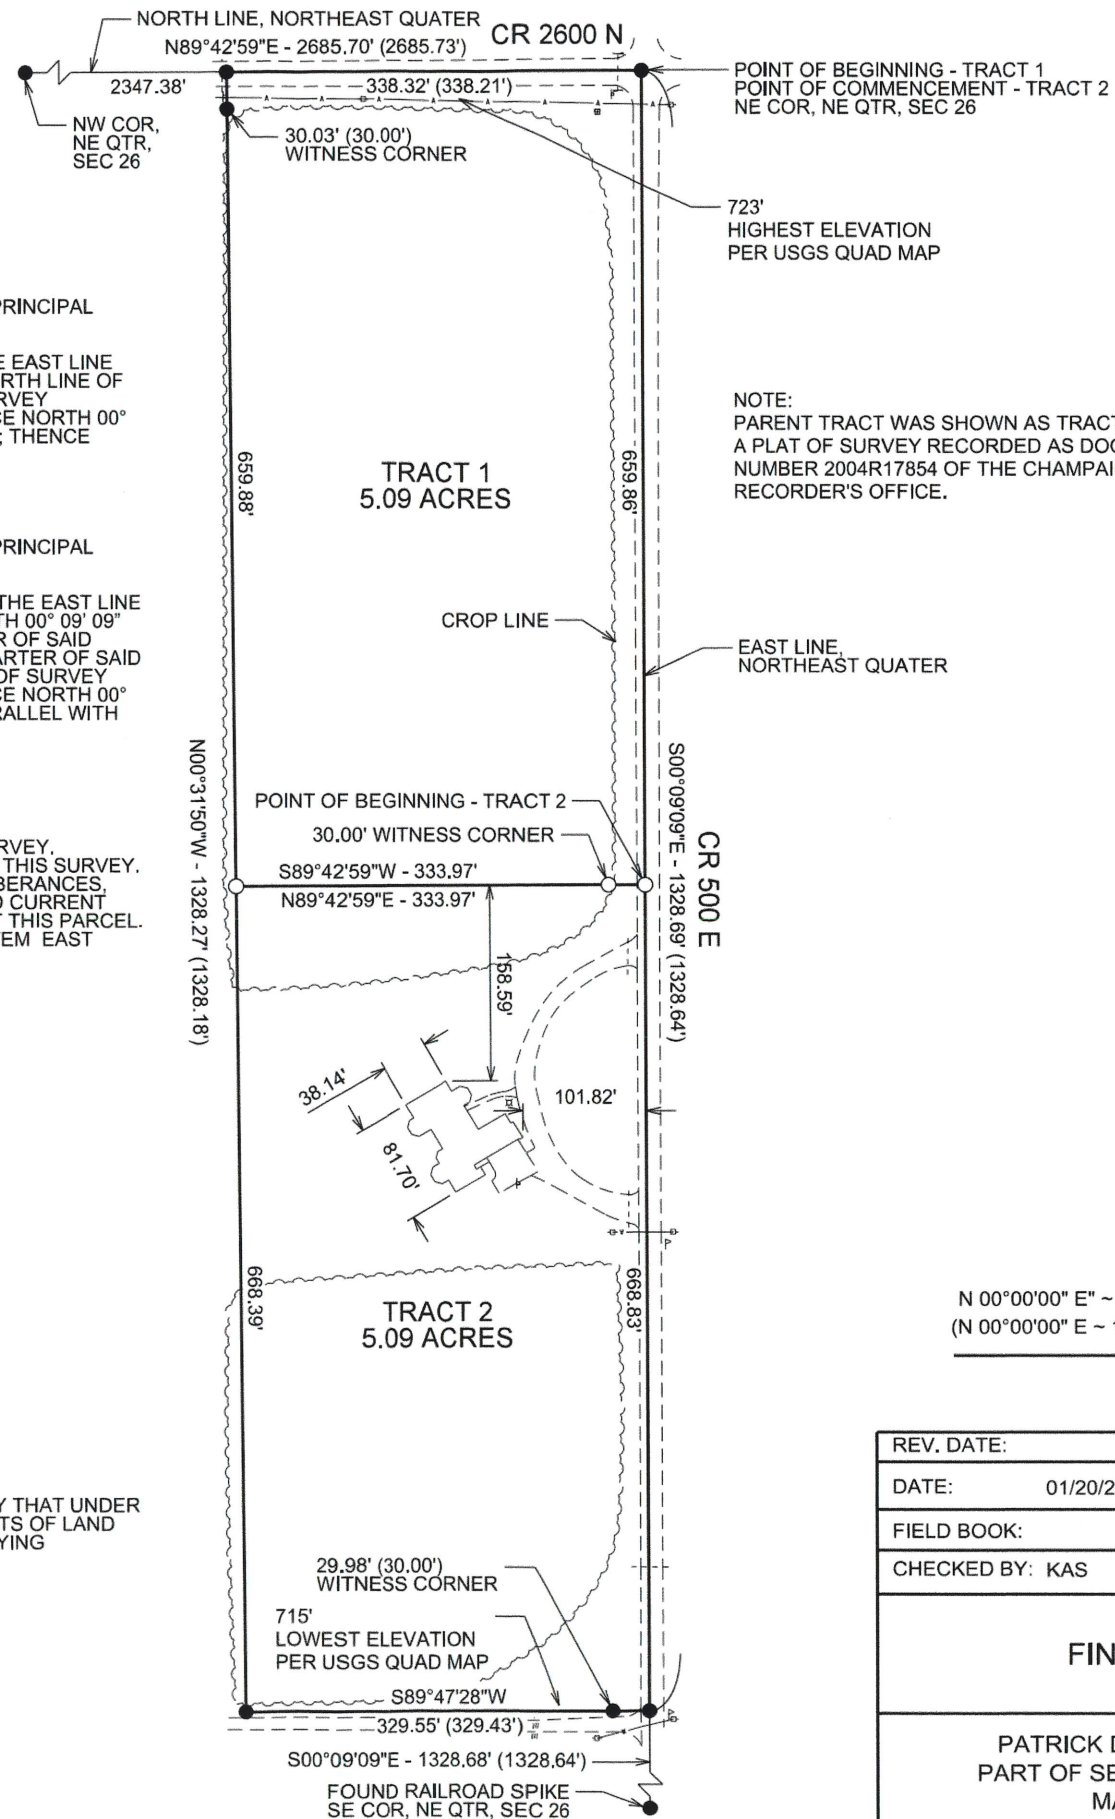 NORTH LINE, NORTHEAST QUATER
N89°42'59"E - 2685.70' (2685.73')
CR 2600 N
2347.38'
338.32' (338.21')
POINT OF BEGINNING - TRACT 1
POINT OF COMMENCEMENT - TRACT 2
NE COR, NE QTR, SEC 26
NW COR,
NE QTR,
SEC 26
30.03' (30.00')
WITNESS CORNER
723'
HIGHEST ELEVATION
PER USGS QUAD MAP
PRINCIPAL
E EAST LINE
RTH LINE OF
RVEY
CE NORTH 00°
; THENCE
NOTE:
PARENT TRACT WAS SHOWN AS TRACT
A PLAT OF SURVEY RECORDED AS DOC
NUMBER 2004R17854 OF THE CHAMPAI
RECORDER'S OFFICE.
659.88'
TRACT 1
5.09 ACRES
659.86'
PRINCIPAL
THE EAST LINE
TH 00° 09' 09"
R OF SAID
ARTER OF SAID
OF SURVEY
CE NORTH 00°
RALLEL WITH
CROP LINE
EAST LINE,
NORTHEAST QUATER
N00°31'50"W - 1328.27' (1328.18')
POINT OF BEGINNING - TRACT 2
30.00' WITNESS CORNER
S00°09'09"E - 1328.69' (1328.64')
CR 500 E
RVEY.
THIS SURVEY.
BERANCES,
D CURRENT
T THIS PARCEL.
TEM EAST
S89°42'59"W - 333.97'
N89°42'59"E - 333.97'
158.59'
38.14'
101.82'
81.70'
668.39'
TRACT 2
5.09 ACRES
668.83'
N 00°00'00" E" ~
(N 00°00'00" E ~
Y THAT UNDER
TS OF LAND
YING
29.98' (30.00')
WITNESS CORNER
715'
LOWEST ELEVATION
PER USGS QUAD MAP
S89°47'28"W
329.55' (329.43')
S00°09'09"E - 1328.68' (1328.64')
FOUND RAILROAD SPIKE
SE COR, NE QTR, SEC 26
REV. DATE:
DATE: 01/20/2
FIELD BOOK:
CHECKED BY: KAS
FIN
PATRICK D
PART OF SE
MA